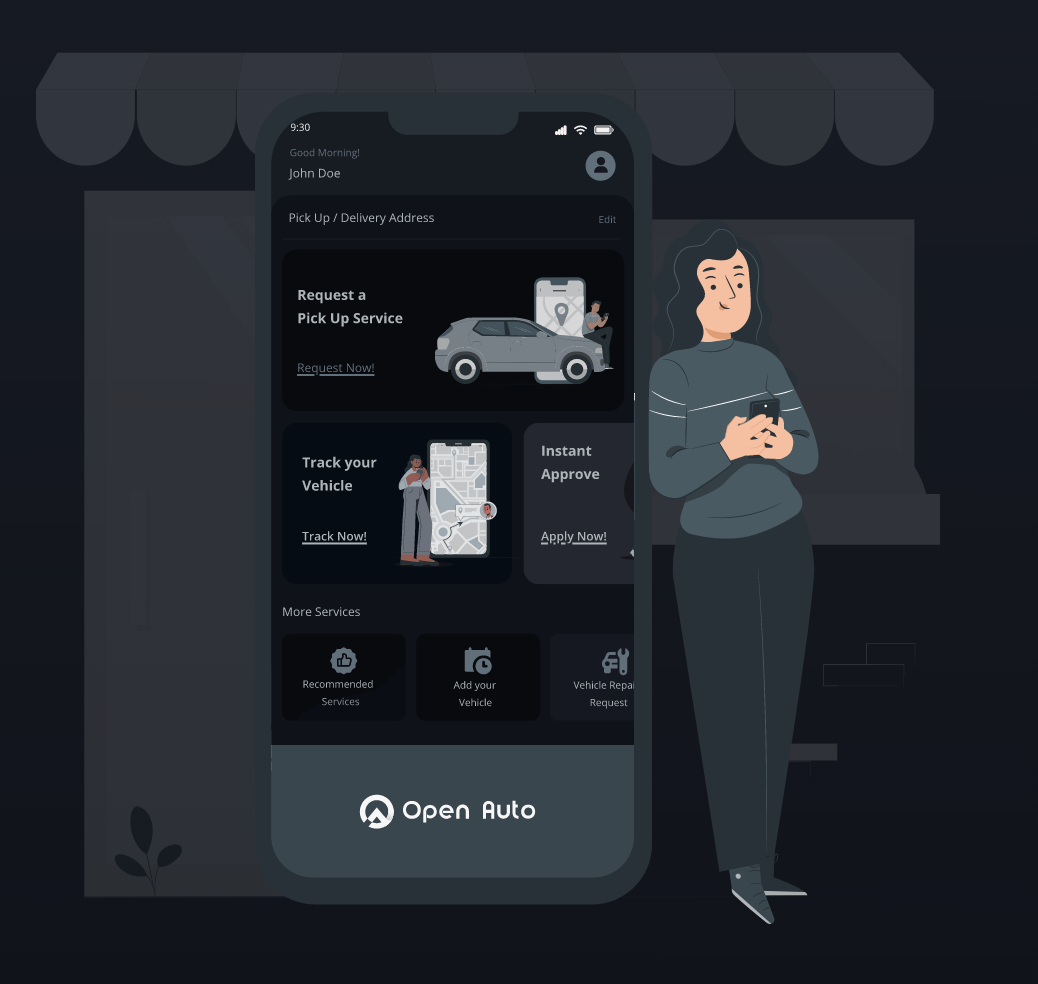 9:30
Good Morning!
John Doe
Pick Up / Delivery Address
Edit
Request a
Pick Up Service
Request Now!
Track your
Vehicle
Track Now!
Instant
Approve
Apply Now!
More Services
Recommended
Services
Add your
Vehicle
Vehicle Repai
Request
Open Auto